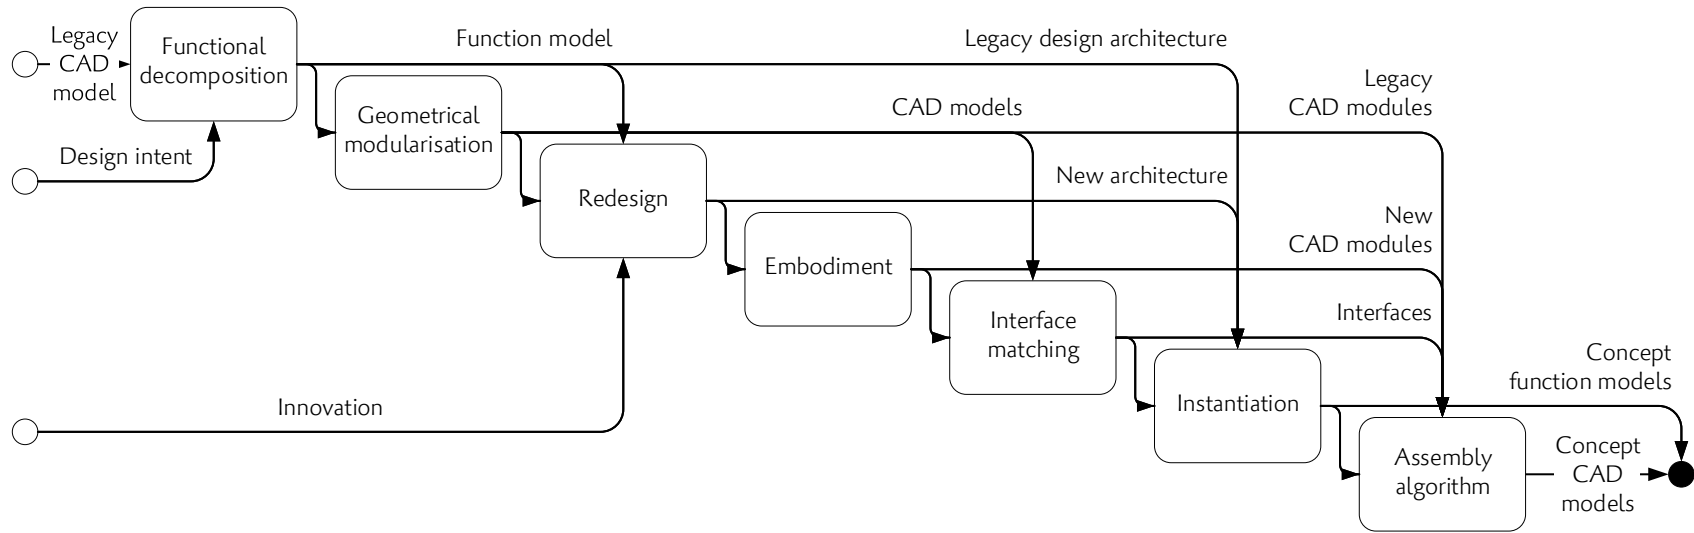 Legacy
CAD
model
Functional
decomposition
Function model
Legacy design architecture
Legacy
CAD modules
Geometrical
modularisation
CAD models
Design intent
Redesign
New architecture
New
CAD modules
Embodiment
Interfaces
Interface
matching
Concept
function models
Instantiation
Innovation
Assembly
algorithm
Concept
CAD
models